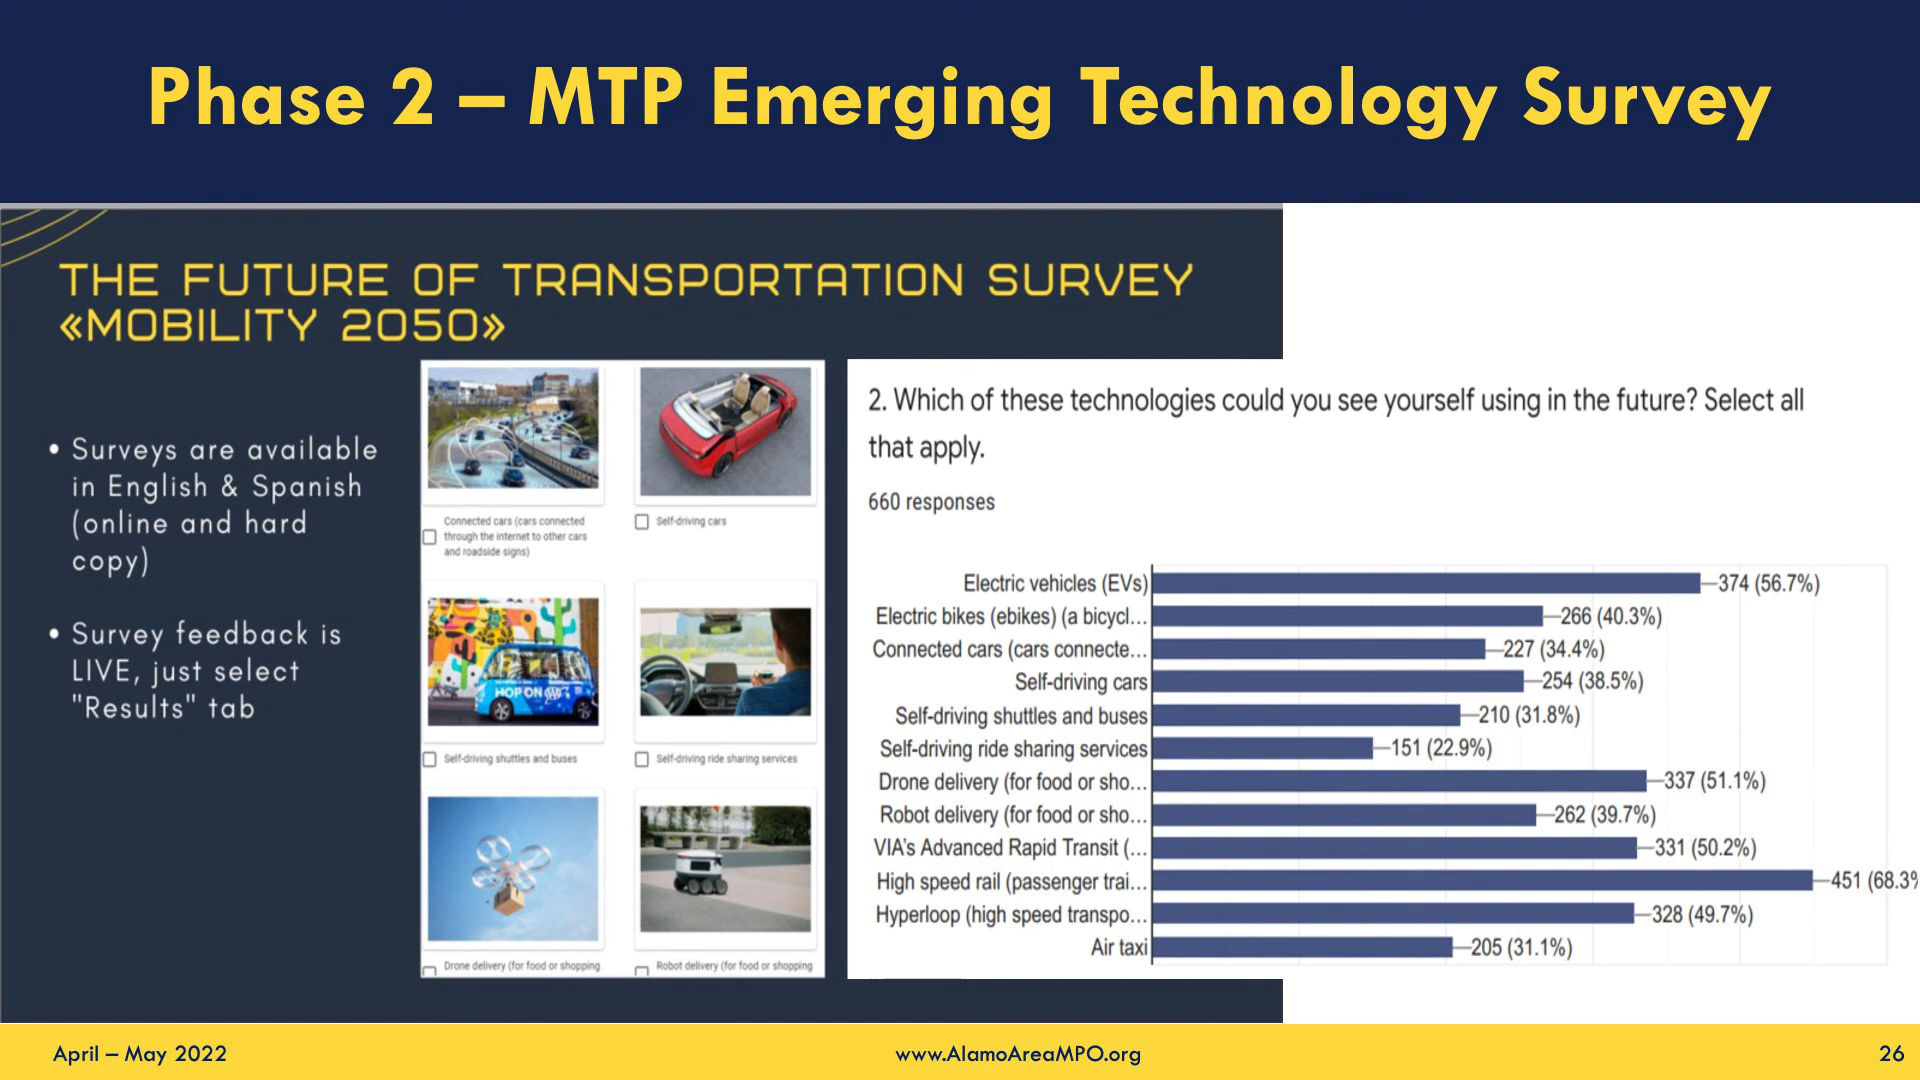 Phase 2 – MTP Emerging Technology Survey
THE FUTURE OF TRANSPORTATION SURVEY
«MOBILITY 2050»
• Surveys are available
in English & Spanish
(online and hard
copy)
• Survey feedback is
LIVE, just select
"Results" tab
Connected cars (cars connected
through the internet to other cars
and roadside signs)
Self-driving cars
HOP ON
Self-driving shuttles and buses
Self-driving ride sharing services
Drone delivery (for food or shopping
Robot delivery (for food or shopping
2. Which of these technologies could you see yourself using in the future? Select all
that apply.
660 responses
Electric vehicles (EVs) 374 (56.7%)
Electric bikes (ebikes) (a bicycl... 266 (40.3%)
Connected cars (cars connecte... 227 (34.4%)
Self-driving cars 254 (38.5%)
Self-driving shuttles and buses 210 (31.8%)
Self-driving ride sharing services 151 (22.9%)
Drone delivery (for food or sho... 337 (51.1%)
Robot delivery (for food or sho... 262 (39.7%)
VIA's Advanced Rapid Transit (... 331 (50.2%)
High speed rail (passenger trai... 451 (68.3%
Hyperloop (high speed transpo... 328 (49.7%)
Air taxi 205 (31.1%)
April – May 2022
www.AlamoAreaMPO.org
26